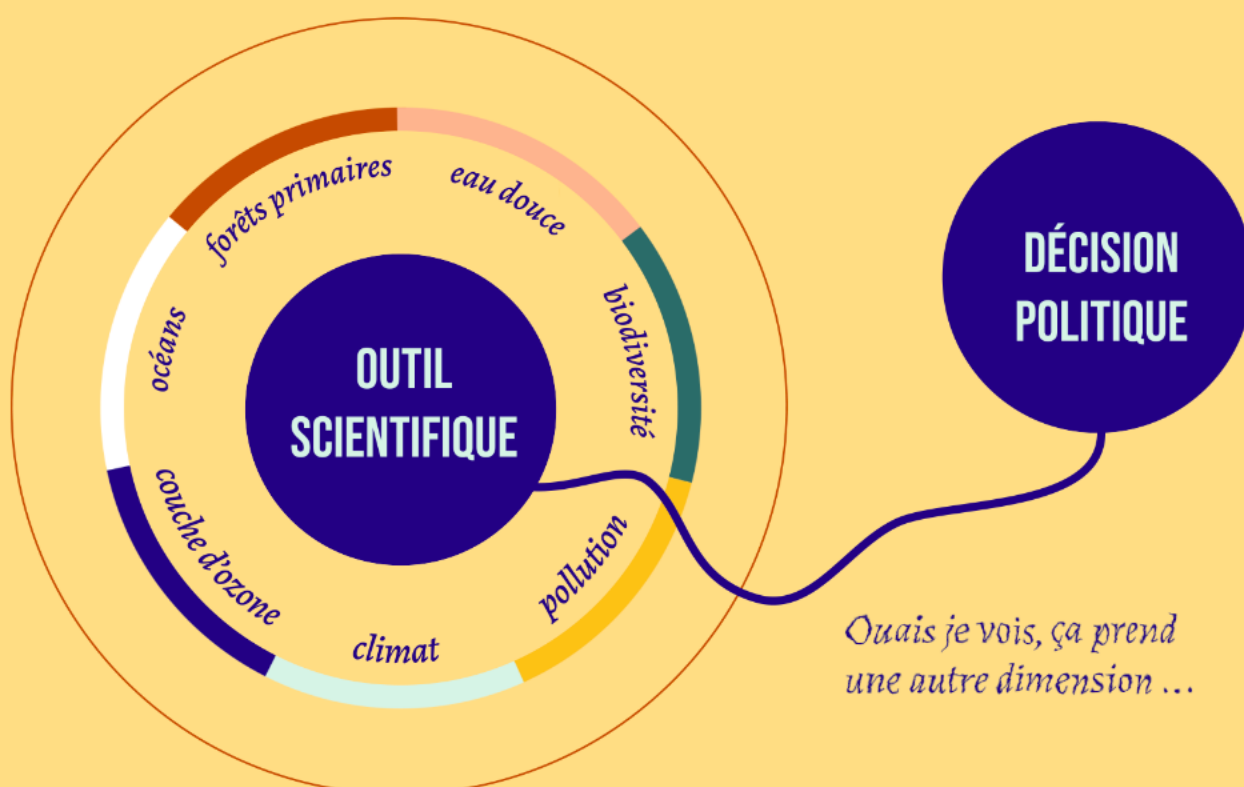 forêts primaires
eau douce
biodiversité
pollution
climat
couche d'ozone
océans
OUTIL
SCIENTIFIQUE
DÉCISION
POLITIQUE
Ouais je vois, ça prend
une autre dimension ...